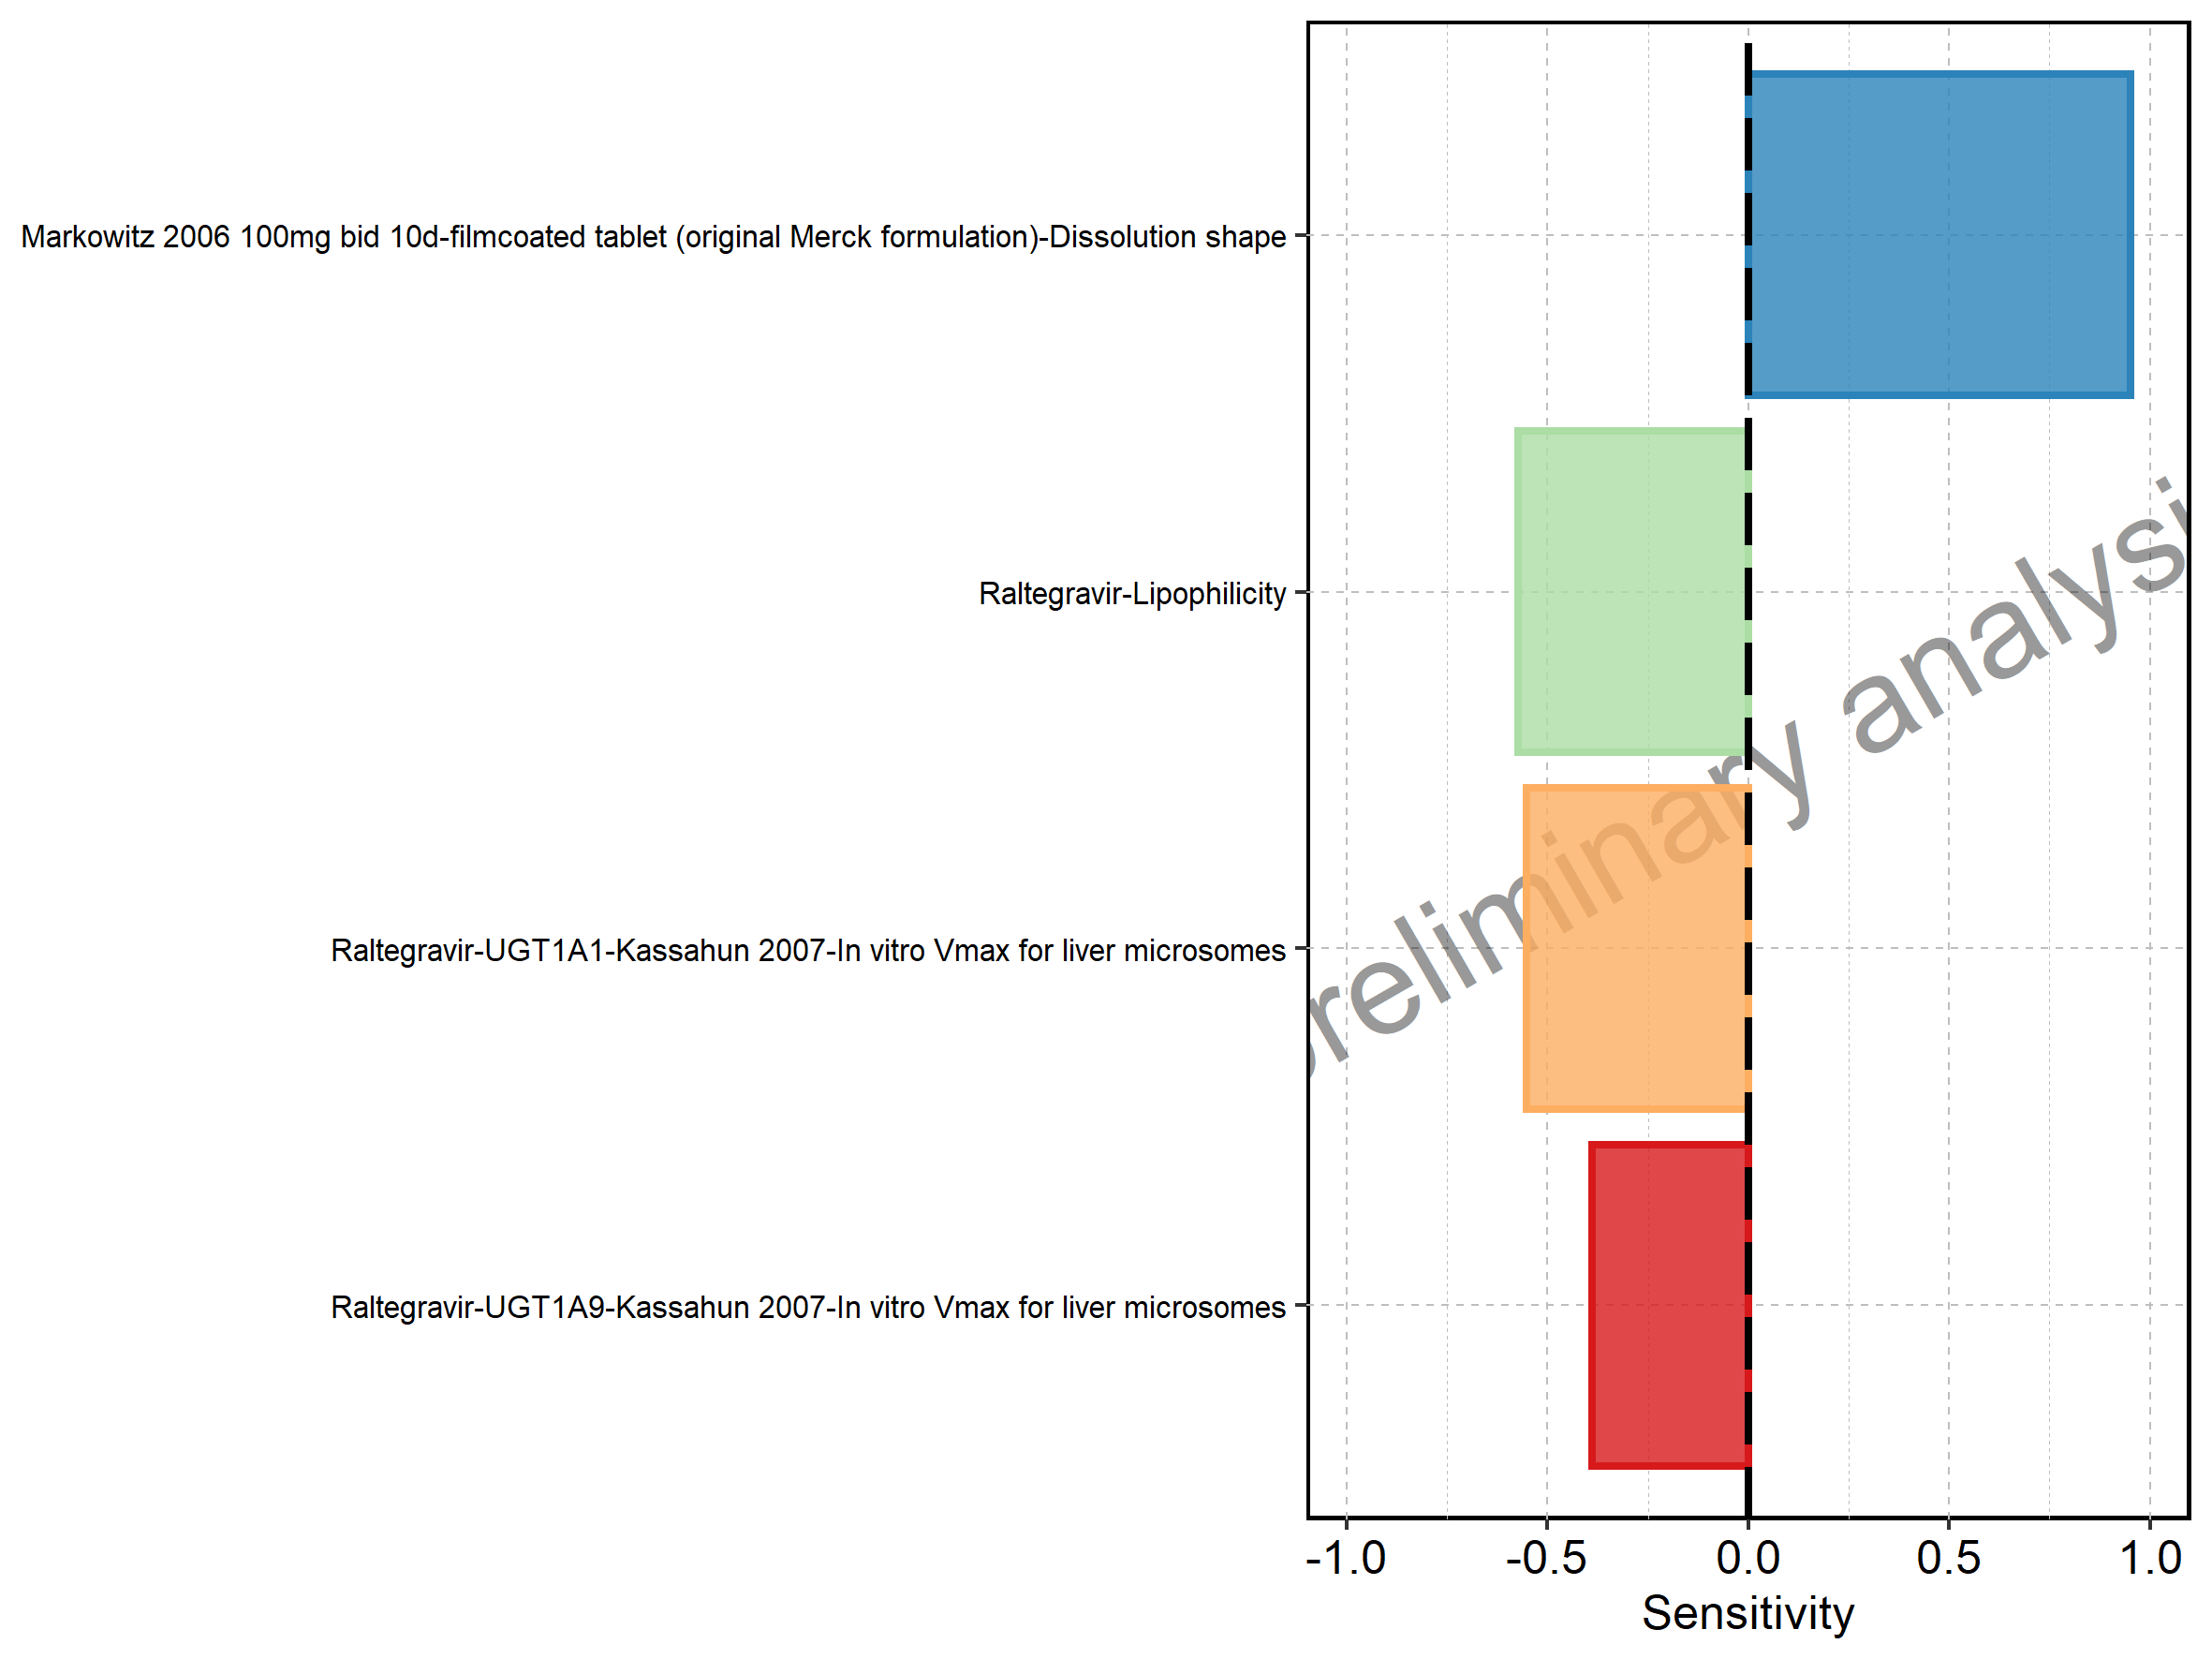 Markowitz 2006 100mg bid 10d-filmcoated tablet (original Merck formulation)-Dissolution shape
Raltegravir-Lipophilicity
Raltegravir-UGT1A1-Kassahun 2007-In vitro Vmax for liver microsomes
Raltegravir-UGT1A9-Kassahun 2007-In vitro Vmax for liver microsomes
preliminary analysi
-1.0 -0.5 0.0 0.5 1.0
Sensitivity